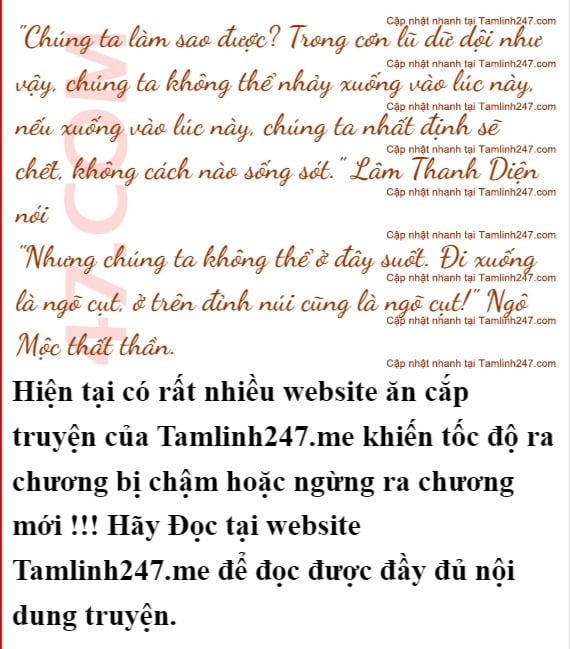 Cập nhật nhanh tại Tamlinh247.com
"Chúng ta làm sao được? Trong cơn lũ dữ dội như
Cập nhật nhanh tại Tamlinh247.com
vậy, chúng ta không thể nhảy xuống vào lúc này,
Cập nhật nhanh tại Tamlinh247.com
nếu xuống vào lúc này, chúng ta nhất định sẽ
Cập nhật nhanh tại Tamlinh247.com
chết, không cách nào sống sót." Lâm Thanh Diện
Cập nhật nhanh tại Tamlinh247.com
nói
Cập nhật nhanh tại Tamlinh247.com
"Nhưng chúng ta không thể ở đây suốt. Đi xuống
Cập nhật nhanh tại Tamlinh247.com
là ngõ cụt, ở trên đỉnh núi cũng là ngõ cụt!" Ngô
Cập nhật nhanh tại Tamlinh247.com
Mộc thất thần.
Cập nhật nhanh tại Tamlinh247.com
47.COM
Hiện tại có rất nhiều website ăn cắp
truyện của Tamlinh247.me khiến tốc độ ra
chương bị chậm hoặc ngừng ra chương
mới !!! Hãy Đọc tại website
Tamlinh247.me để đọc được đầy đủ nội
dung truyện.